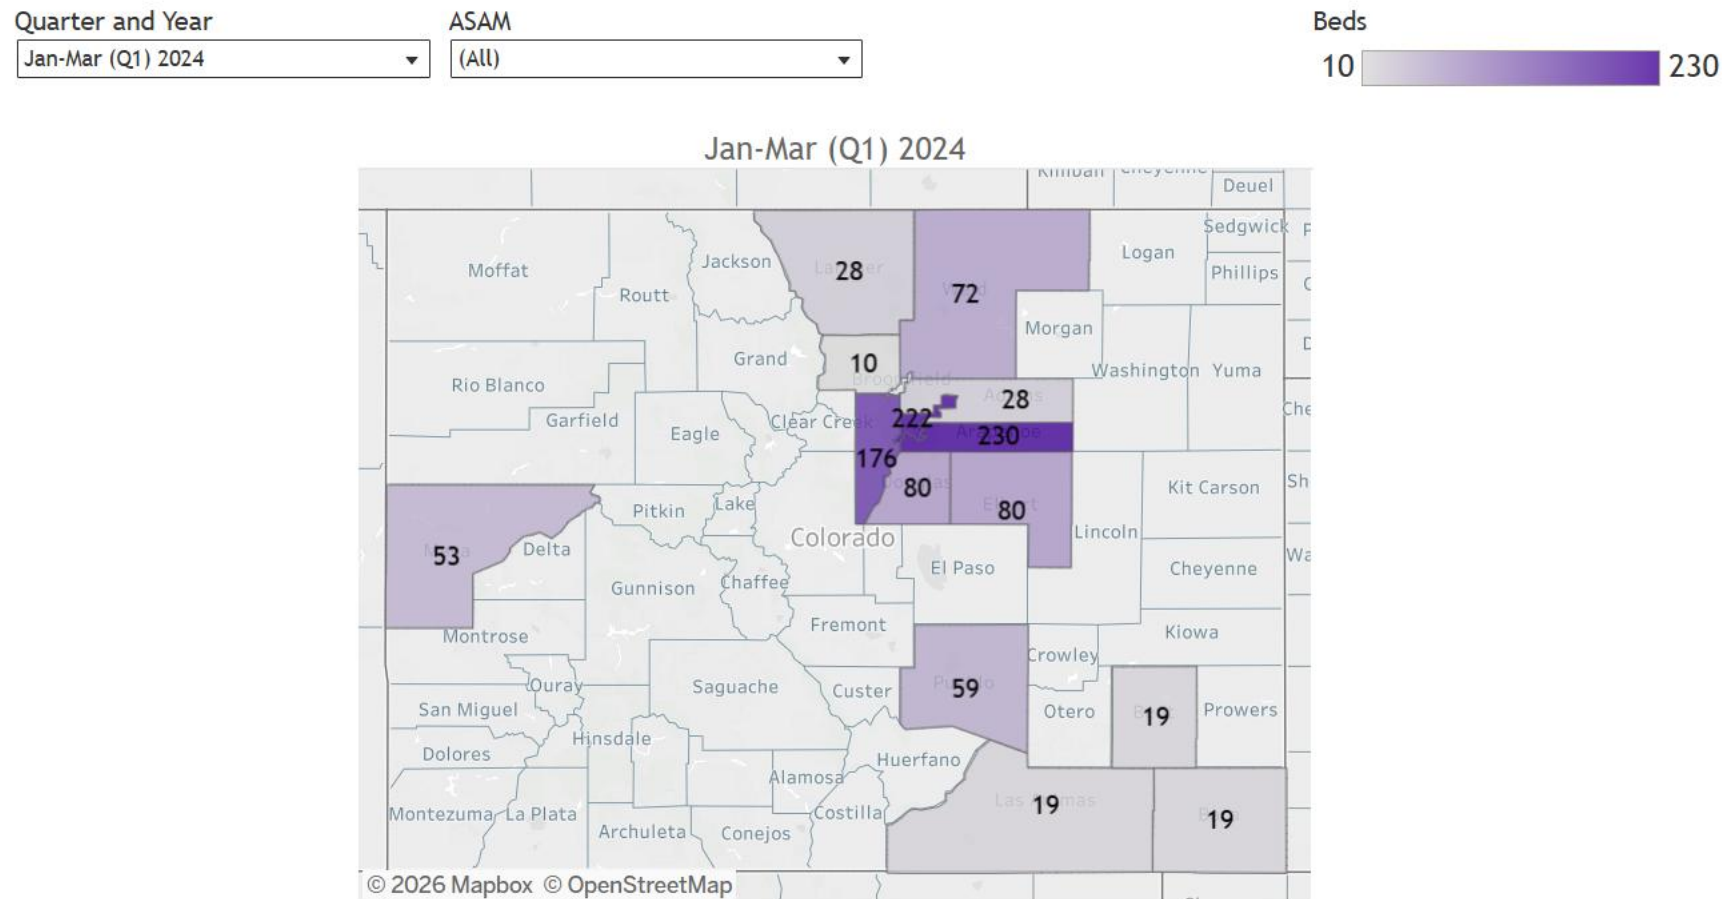 Quarter and Year
Jan-Mar (Q1) 2024
ASAM
(All)
Beds
10
230
Jan-Mar (Q1) 2024
Deuel
Sedgwick
Logan
Phillips
Moffat
Jackson
28
72
Routt
Morgan
Grand
10
Washington
Yuma
Rio Blanco
Garfield
Clear Creek
28
222
Eagle
230
176
80
Kit Carson
Pitkin
Lake
80
Lincoln
Colorado
53
Delta
El Paso
Cheyenne
Gunnison
Chaffee
Fremont
Montrose
Kiowa
Crowley
Ouray
Saguache
Custer
59
San Miguel
Otero
19
Prowers
Hinsdale
Dolores
Huerfano
Alamosa
Las Animas
19
Montezuma
La Plata
Costilla
19
Archuleta
Conejos
© 2026 Mapbox © OpenStreetMap